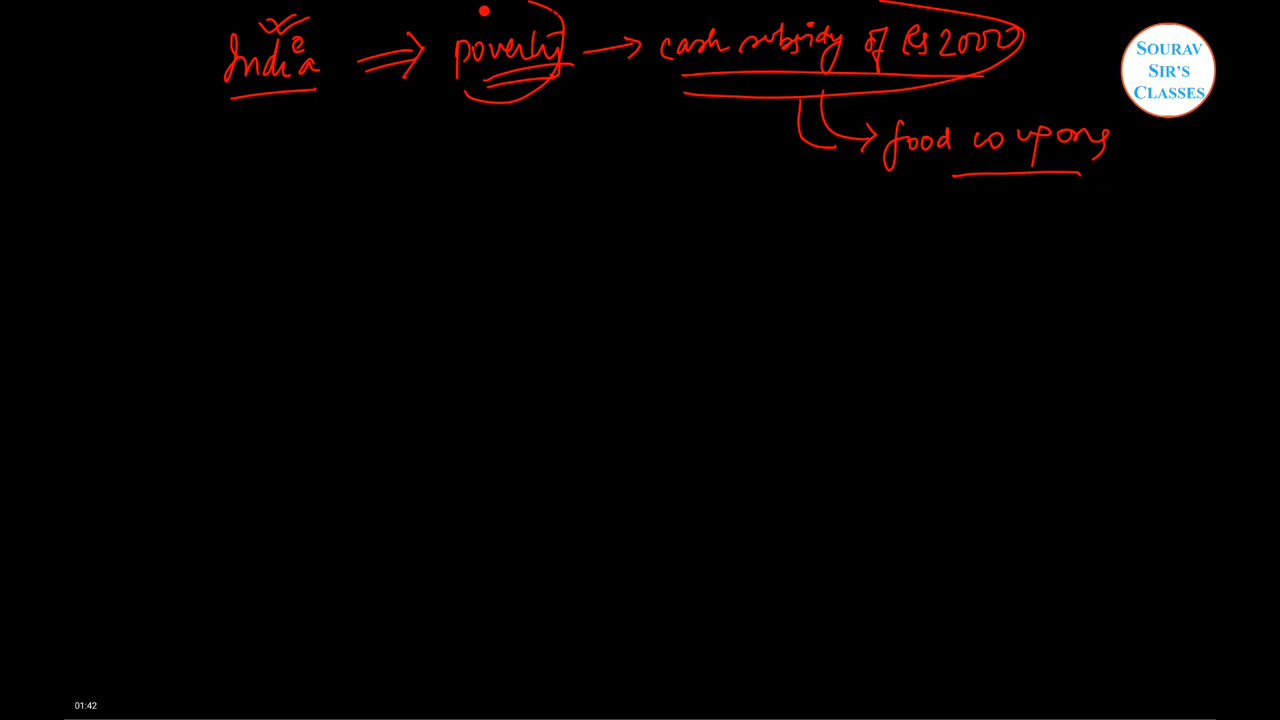 India ⇒ poverty → cash subsidy of Rs 2000
→ food coupons
SOURAV
SIR'S
CLASSES
01:42